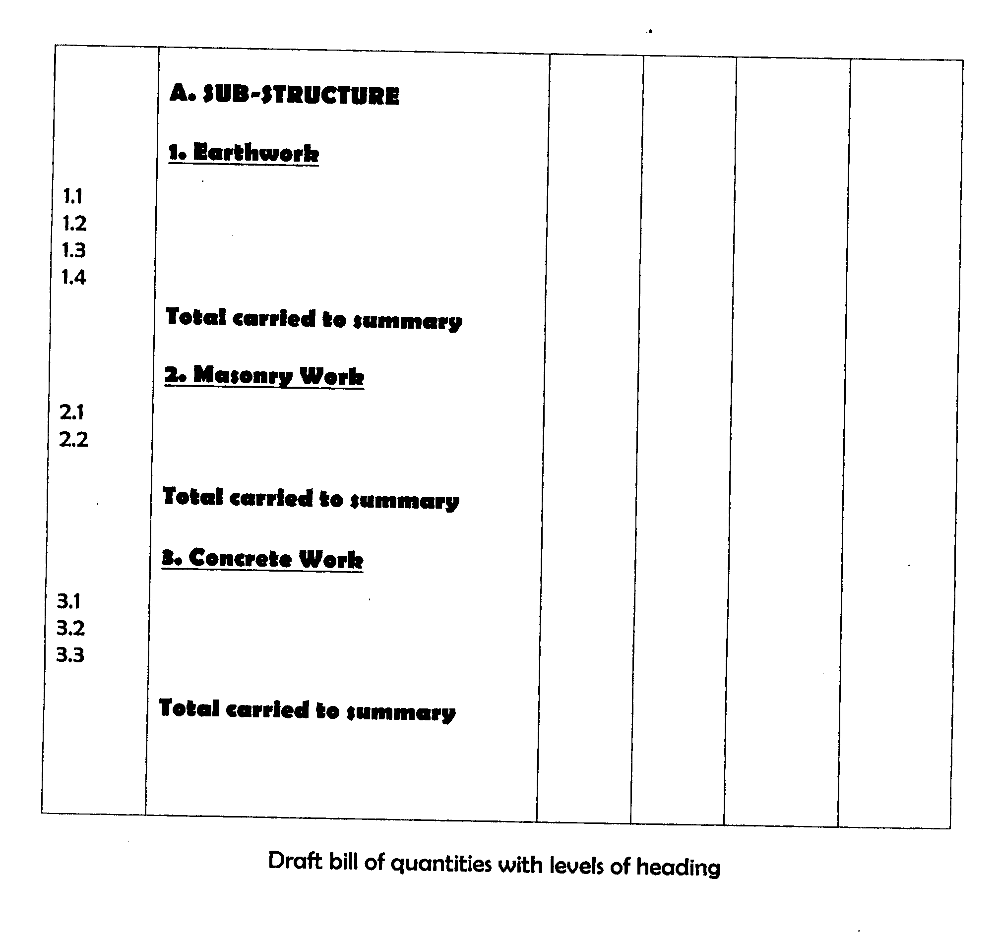 A. SUB-STRUCTURE
1. Earthwork
1.1
1.2
1.3
1.4
Total carried to summary
2. Masonry Work
2.1
2.2
Total carried to summary
3. Concrete Work
3.1
3.2
3.3
Total carried to summary
Draft bill of quantities with levels of heading